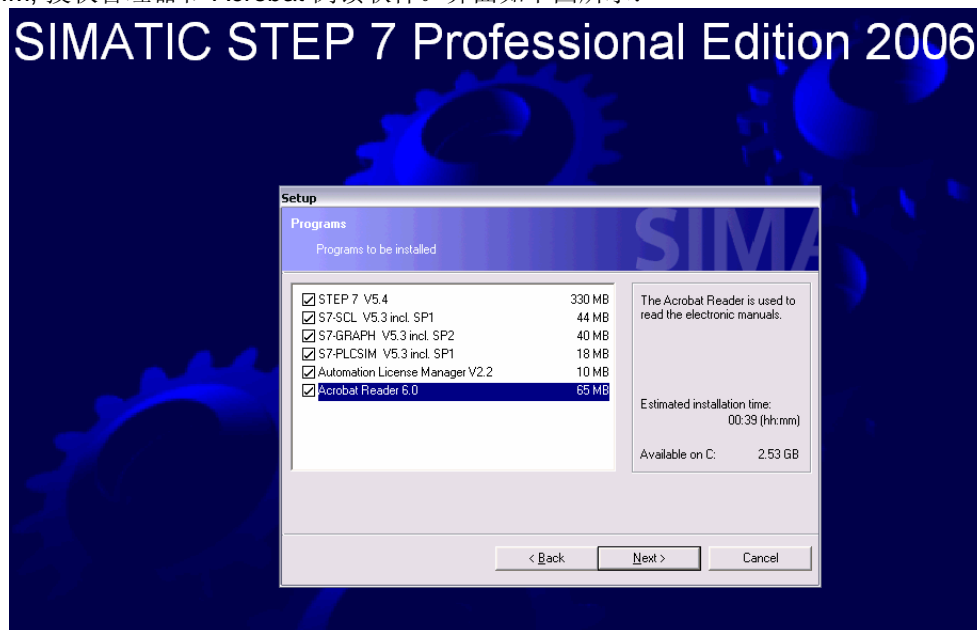 SIMATIC STEP 7 Professional Edition 2006
Setup
Programs
Programs to be installed
SIMA
STEP 7 V5.4 330 MB
S7-SCL V5.3 incl. SP1 44 MB
S7-GRAPH V5.3 incl. SP2 40 MB
S7-PLCSIM V5.3 incl. SP1 18 MB
Automation License Manager V2.2 10 MB
Acrobat Reader 6.0 65 MB
The Acrobat Reader is used to
read the electronic manuals.
Estimated installation time:
00:39 (hh:mm)
Available on C: 2.53 GB
< Back Next > Cancel